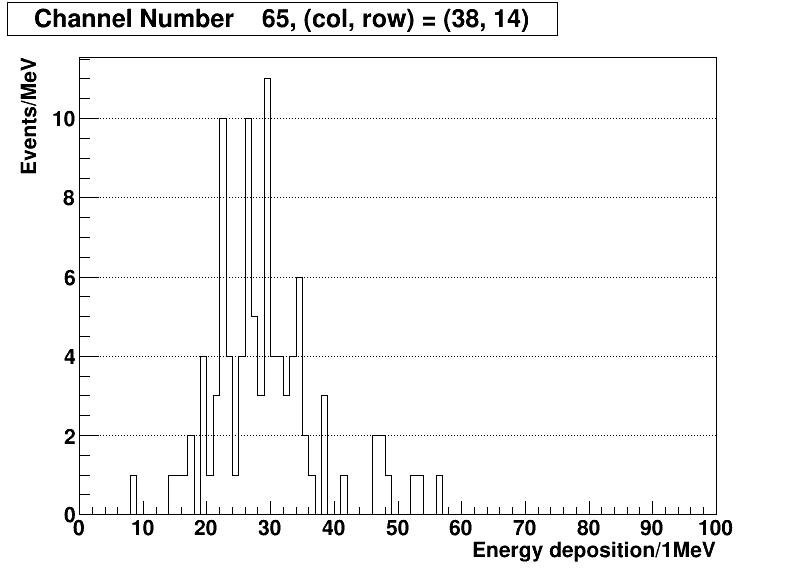 Channel Number 65, (col, row) = (38, 14)
Events/MeV
10
8
6
4
2
0
0 10 20 30 40 50 60 70 80 90 100
Energy deposition/1MeV